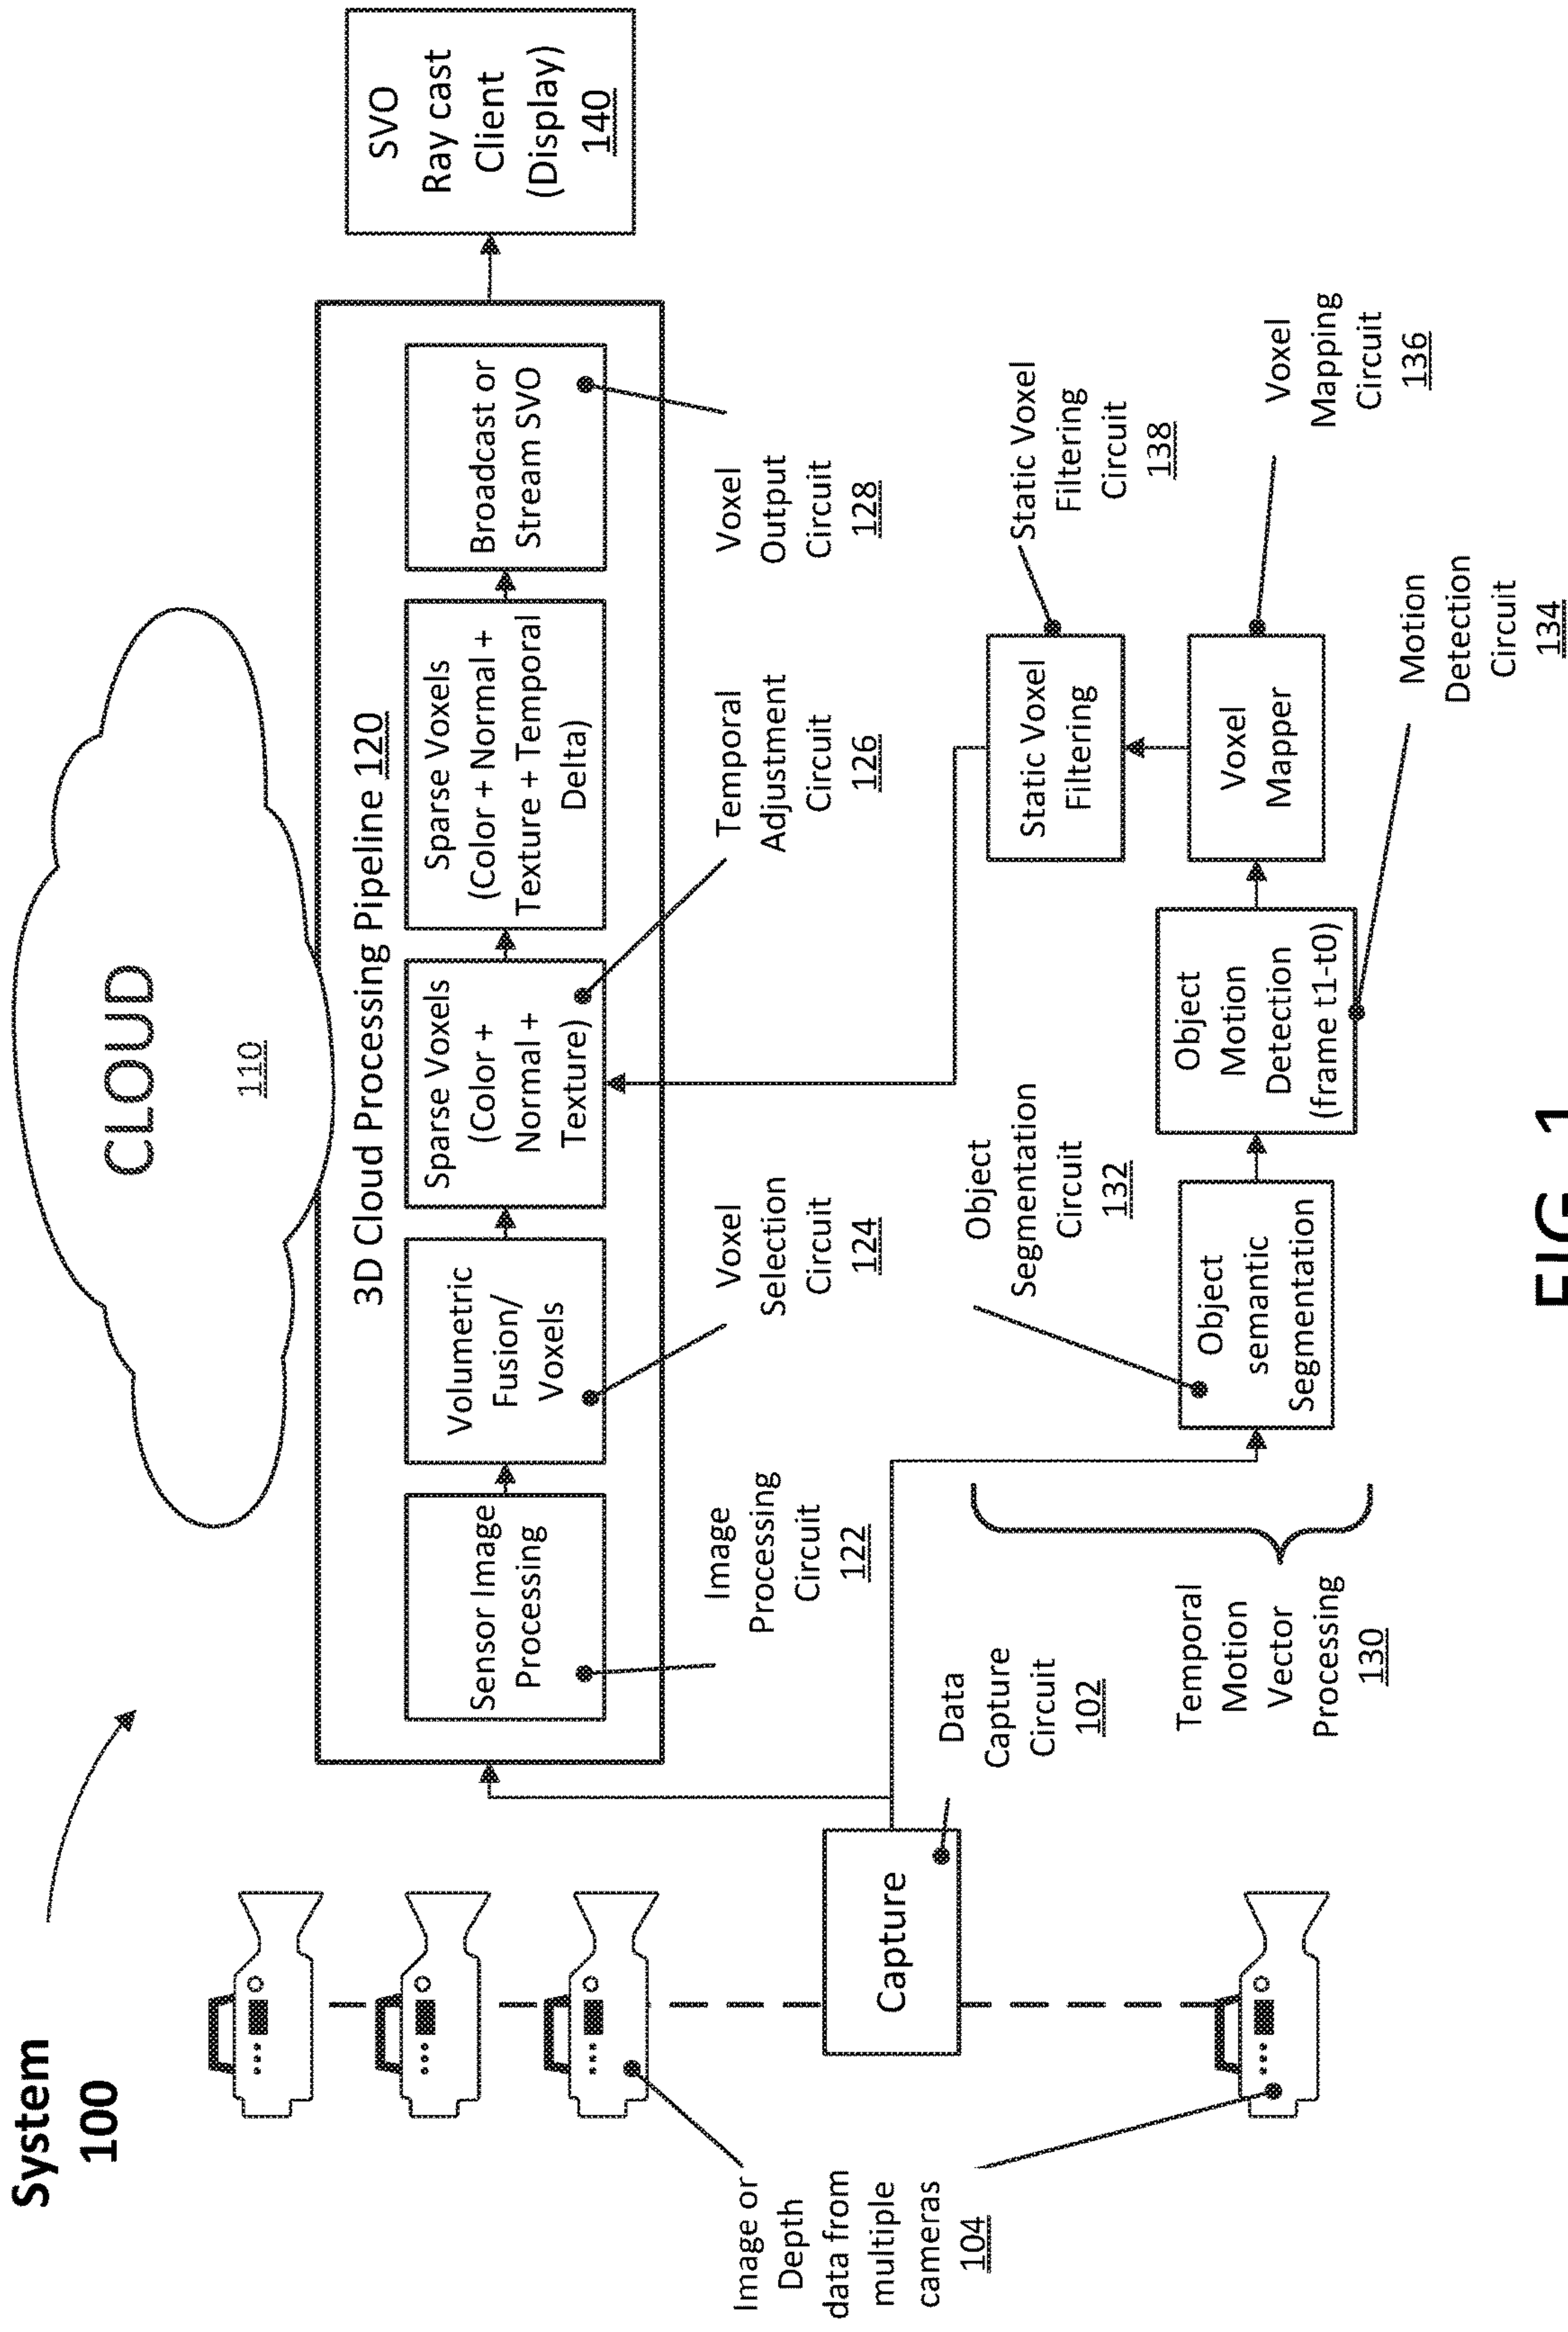 System
100
CLOUD
110
3D Cloud Processing Pipeline 120
Sensor Image
Processing
Volumetric
Fusion/
Voxels
Sparse Voxels
(Color +
Normal +
Texture)
Sparse Voxels
(Color + Normal +
Texture + Temporal
Delta)
Broadcast or
Stream SVO
SVO
Ray cast
Client
(Display)
140
Image
Processing
Circuit
122
Voxel
Selection
Circuit
124
Temporal
Adjustment
Circuit
126
Voxel
Output
Circuit
128
Image or
Depth
data from
multiple
cameras
104
Capture
Data
Capture
Circuit
102
Temporal
Motion
Vector
Processing
130
Object
Segmentation
Circuit
132
Object
semantic
Segmentation
Object
Motion
Detection
(frame t1-t0)
Voxel
Mapper
Static Voxel
Filtering
Static Voxel
Filtering
Circuit
138
Voxel
Mapping
Circuit
136
Motion
Detection
Circuit
134
FIG. 1